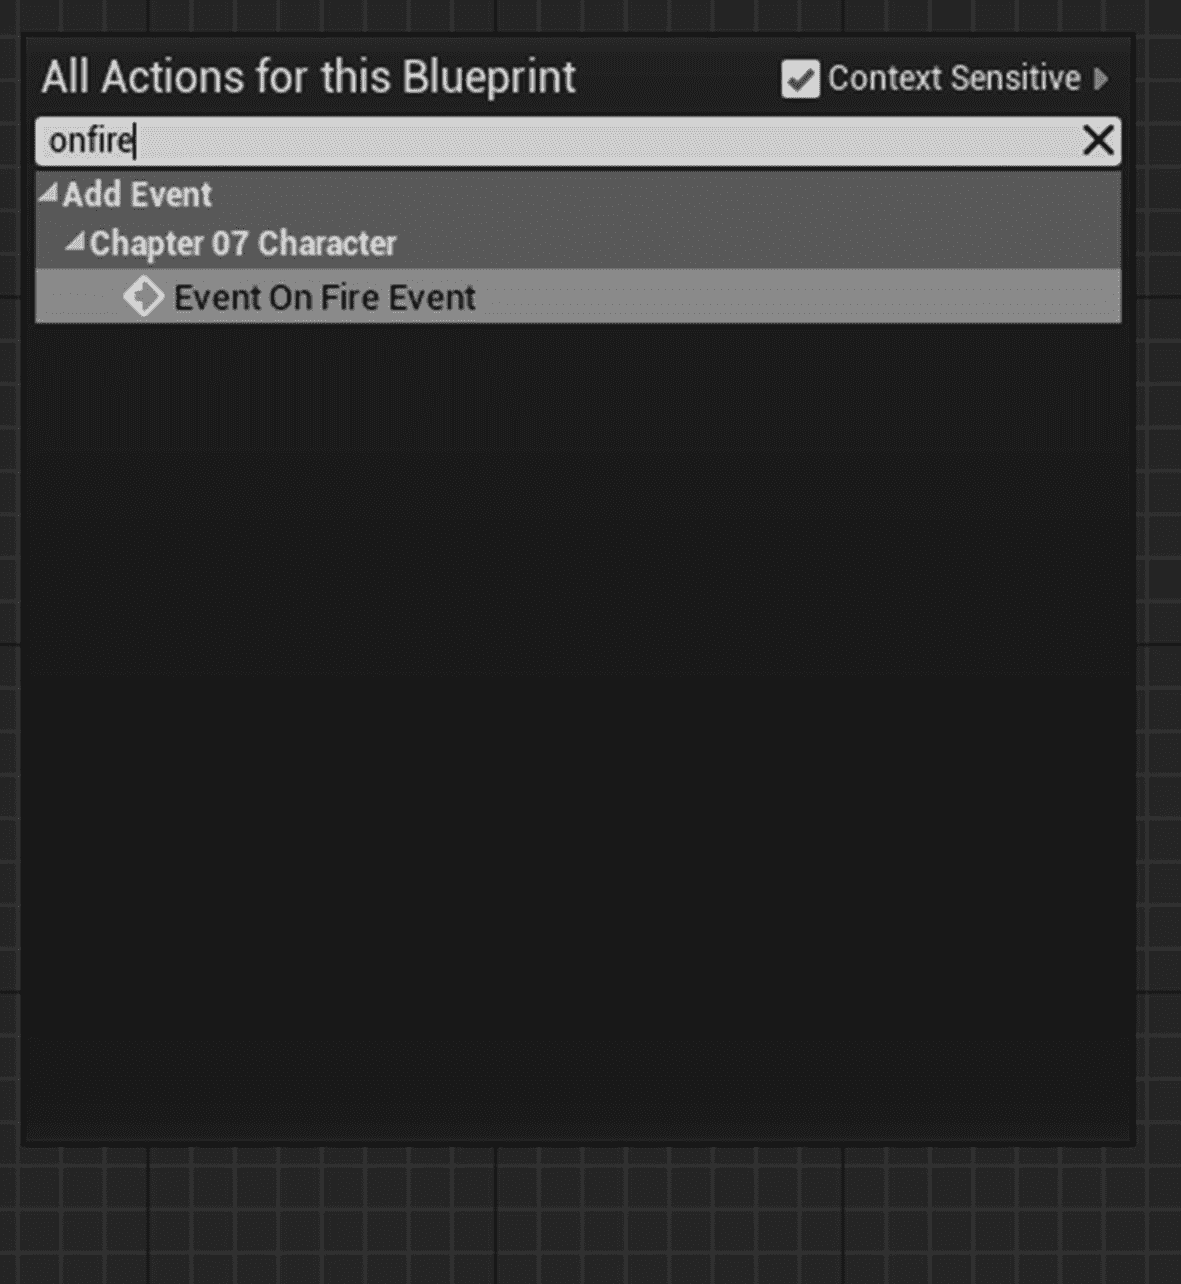 All Actions for this Blueprint Context Sensitive
onfire
Add Event
Chapter 07 Character
Event On Fire Event